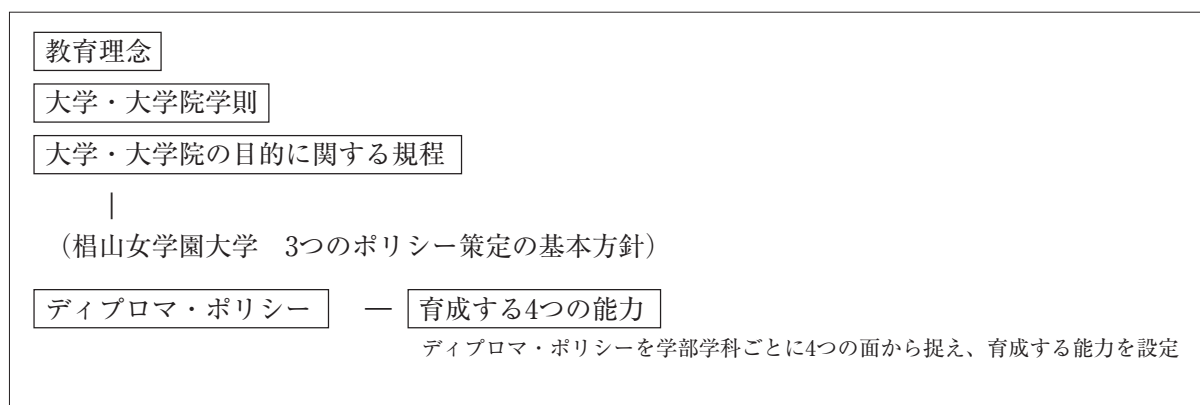 教育理念
大学・大学院学則
大学・大学院の目的に関する規程
|
（椙山女学園大学　3つのポリシー策定の基本方針）
ディプロマ・ポリシー　― 育成する4つの能力
ディプロマ・ポリシーを学部学科ごとに4つの面から捉え、育成する能力を設定